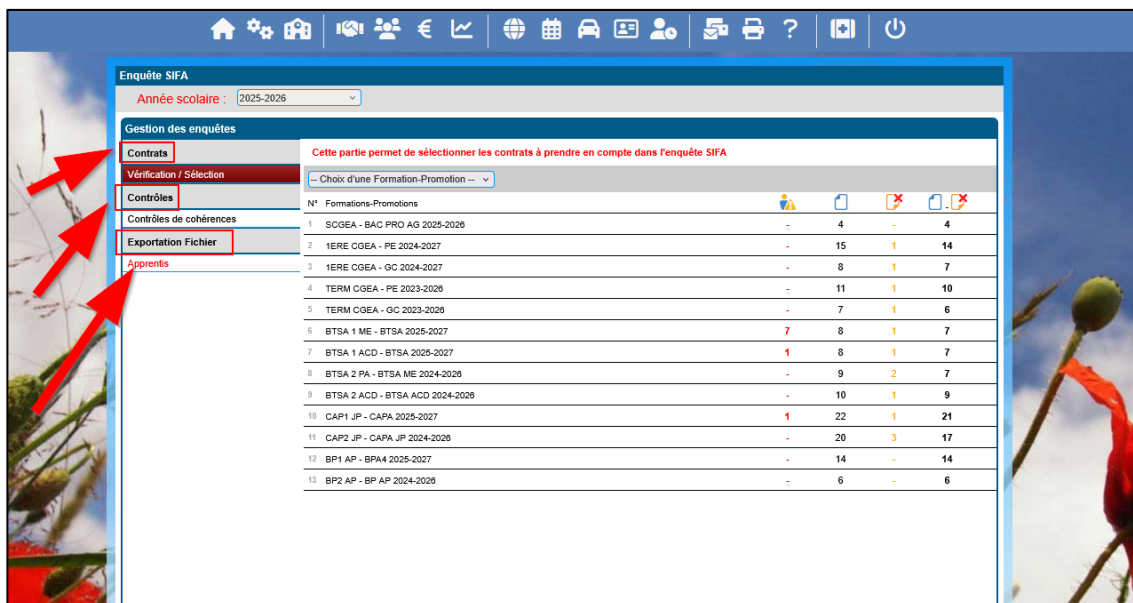 ?
Enquête SIFA
Année scolaire : 2025-2026
Gestion des enquêtes
Contrats
Vérification / Sélection
Contrôles
Contrôles de cohérences
Exportation Fichier
Apprentis
Cette partie permet de sélectionner les contrats à prendre en compte dans l'enquête SIFA
-- Choix d'une Formation-Promotion --
N° Formations-Promotions -
1 SCGEA - BAC PRO AG 2025-2026 - 4 - 4
2 1ERE CGEA - PE 2024-2027 - 15 1 14
3 1ERE CGEA - GC 2024-2027 - 8 1 7
4 TERM CGEA - PE 2023-2026 - 11 1 10
5 TERM CGEA - GC 2023-2026 - 7 1 6
6 BTSA 1 ME - BTSA 2025-2027 7 8 1 7
7 BTSA 1 ACD - BTSA 2025-2027 1 8 1 7
8 BTSA 2 PA - BTSA ME 2024-2026 - 9 2 7
9 BTSA 2 ACD - BTSA ACD 2024-2026 - 10 1 9
10 CAP1 JP - CAPA 2025-2027 1 22 1 21
11 CAP2 JP - CAPA JP 2024-2026 - 20 3 17
12 BP1 AP - BPA4 2025-2027 - 14 - 14
13 BP2 AP - BP AP 2024-2026 - 6 - 6